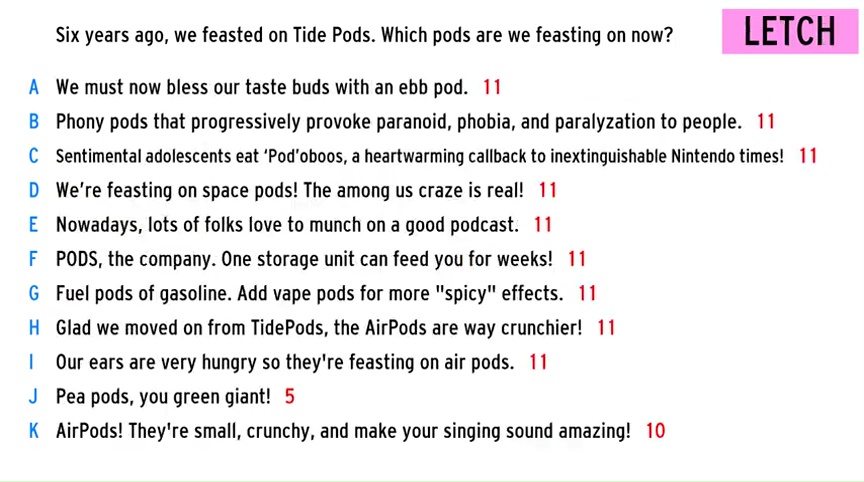 Six years ago, we feasted on Tide Pods. Which pods are we feasting on now?
LETCH
A We must now bless our taste buds with an ebb pod. 11
B Phony pods that progressively provoke paranoid, phobia, and paralyzation to people. 11
C Sentimental adolescents eat ‘Pod’oboos, a heartwarming callback to inextinguishable Nintendo times! 11
D We’re feasting on space pods! The among us craze is real! 11
E Nowadays, lots of folks love to munch on a good podcast. 11
F PODS, the company. One storage unit can feed you for weeks! 11
G Fuel pods of gasoline. Add vape pods for more "spicy" effects. 11
H Glad we moved on from TidePods, the AirPods are way crunchier! 11
I Our ears are very hungry so they're feasting on air pods. 11
J Pea pods, you green giant! 5
K AirPods! They're small, crunchy, and make your singing sound amazing! 10